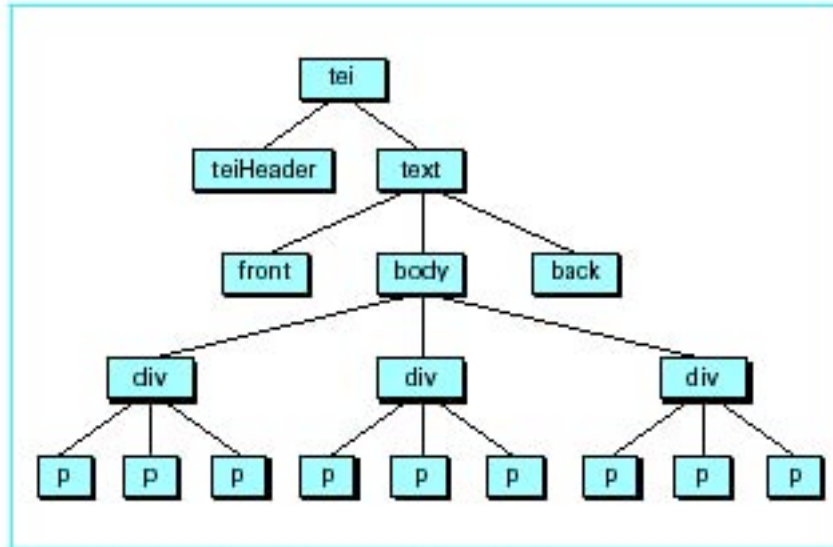 tei
teiHeader text
front body back
div div div
p p p p p p p p p